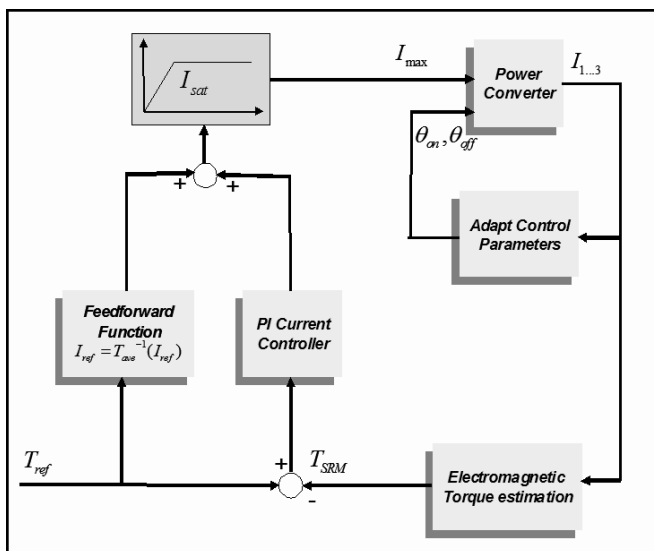 I_max
I_1...3
I_sat
Power
Converter
θ_on, θ_off
+
+
Adapt Control
Parameters
Feedforward
Function
I_ref = T_ave^-1(I_ref)
PI Current
Controller
T_ref
+
-
T_SRM
Electromagnetic
Torque estimation